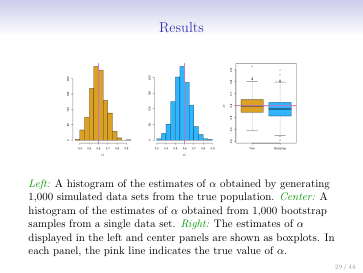 Results
Left: A histogram of the estimates of α obtained by generating
1,000 simulated data sets from the true population. Center: A
histogram of the estimates of α obtained from 1,000 bootstrap
samples from a single data set. Right: The estimates of α
displayed in the left and center panels are shown as boxplots. In
each panel, the pink line indicates the true value of α.
29 / 44